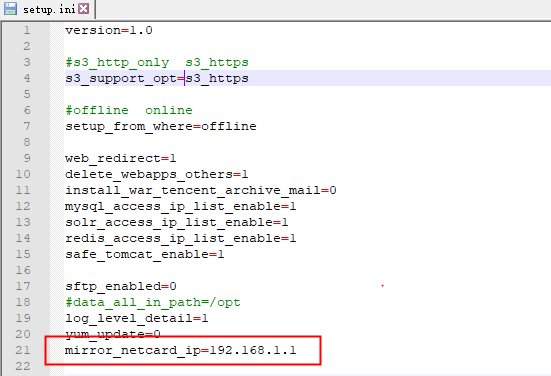 setup.ini
1 version=1.0
2
3 #s3_http_only  s3_https
4 s3_support_opt=s3_https
5
6 #offline  online
7 setup_from_where=offline
8
9 web_redirect=1
10 delete_webapps_others=1
11 install_war_tencent_archive_mail=0
12 mysql_access_ip_list_enable=1
13 solr_access_ip_list_enable=1
14 redis_access_ip_list_enable=1
15 safe_tomcat_enable=1
16
17 sftp_enabled=0
18 #data_all_in_path=/opt
19 log_level_detail=1
20 yum_update=0
21 mirror_netcard_ip=192.168.1.1
22